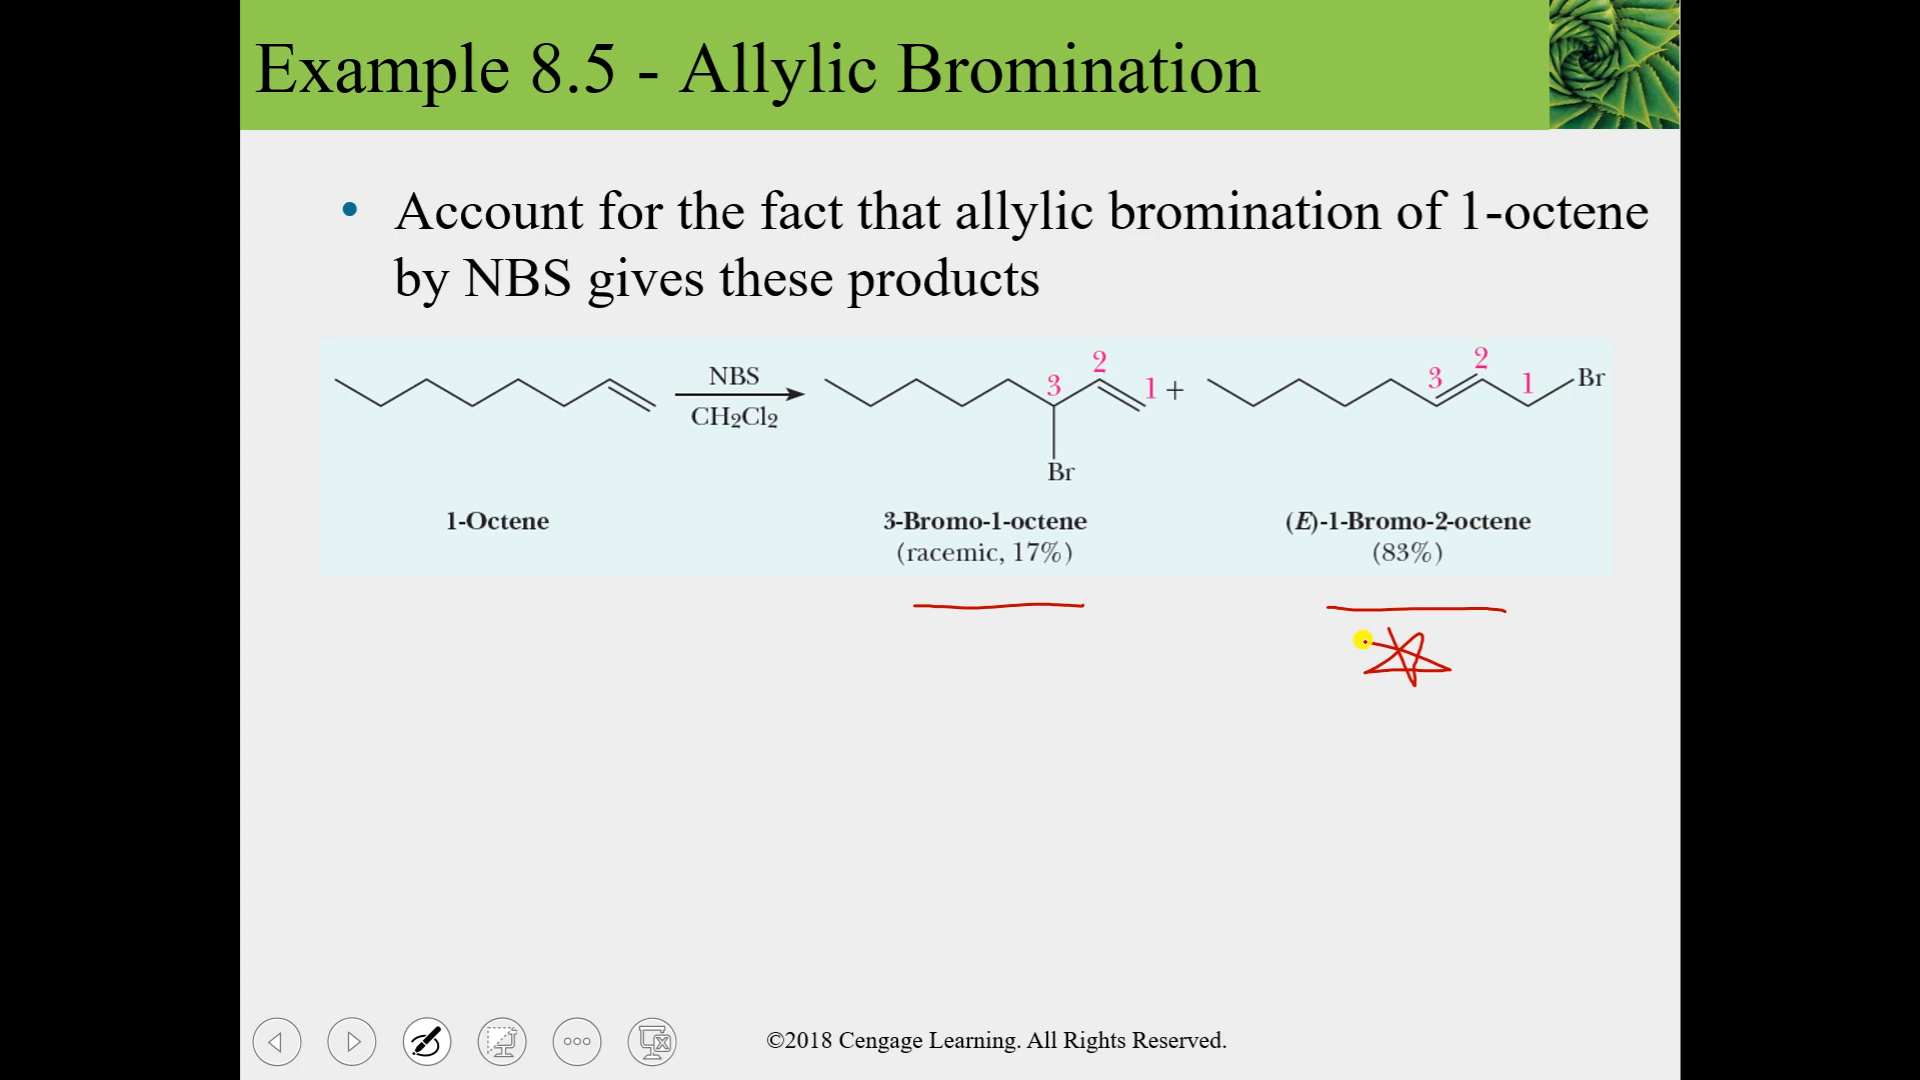 Example 8.5 - Allylic Bromination
• Account for the fact that allylic bromination of 1-octene
by NBS gives these products
NBS
CH2Cl2
3 2 1 +
Br
3 2 1 Br
1-Octene
3-Bromo-1-octene
(racemic, 17%)
(E)-1-Bromo-2-octene
(83%)
©2018 Cengage Learning. All Rights Reserved.